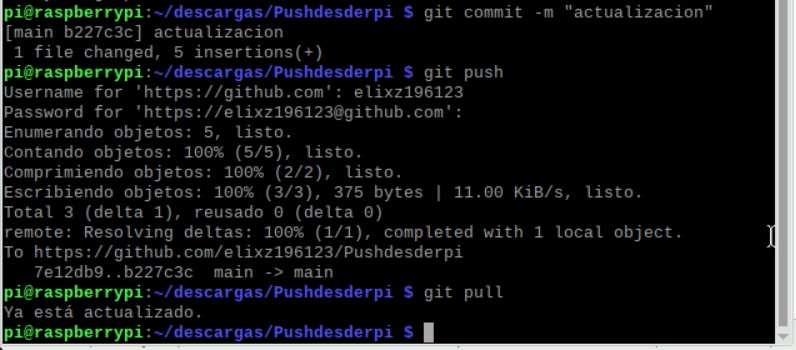 pi@raspberrypi:~/descargas/Pushdesderpi $ git commit -m "actualizacion"
[main b227c3c] actualizacion
 1 file changed, 5 insertions(+)
pi@raspberrypi:~/descargas/Pushdesderpi $ git push
Username for 'https://github.com': elixz196123
Password for 'https://elixz196123@github.com':
Enumerando objetos: 5, listo.
Contando objetos: 100% (5/5), listo.
Comprimiendo objetos: 100% (2/2), listo.
Escribiendo objetos: 100% (3/3), 375 bytes | 11.00 KiB/s, listo.
Total 3 (delta 1), reusado 0 (delta 0)
remote: Resolving deltas: 100% (1/1), completed with 1 local object.
To https://github.com/elixz196123/Pushdesderpi
   7e12db9..b227c3c  main -> main
pi@raspberrypi:~/descargas/Pushdesderpi $ git pull
Ya está actualizado.
pi@raspberrypi:~/descargas/Pushdesderpi $